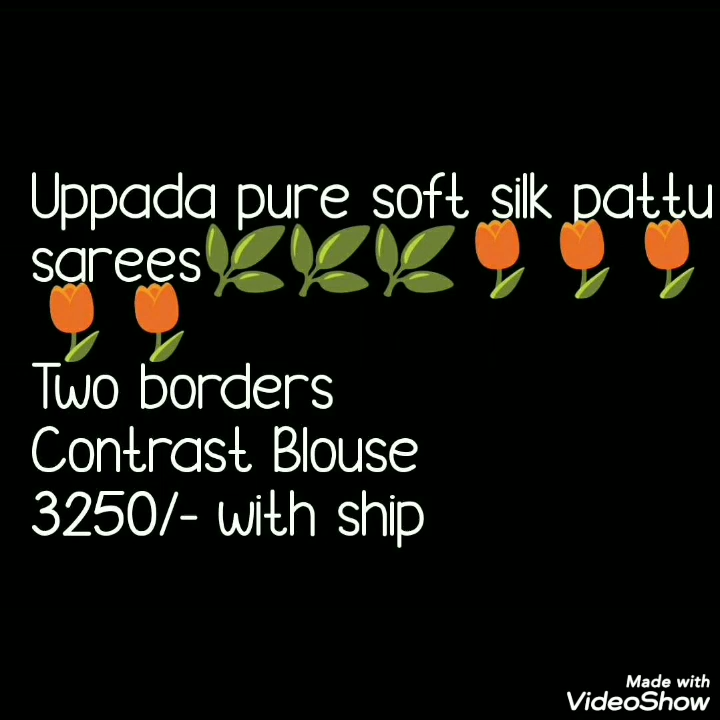 Uppada pure soft silk pattu
sarees🌿🌿🌿🌷🌷🌷
🌷🌷
Two borders
Contrast Blouse
3250/- with ship
Made with
VideoShow